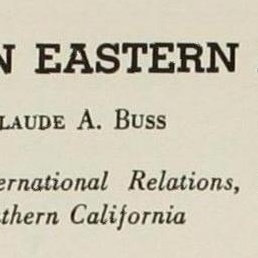 N EASTERN
LAUDE A. BUSS
ernational Relations,
thern California